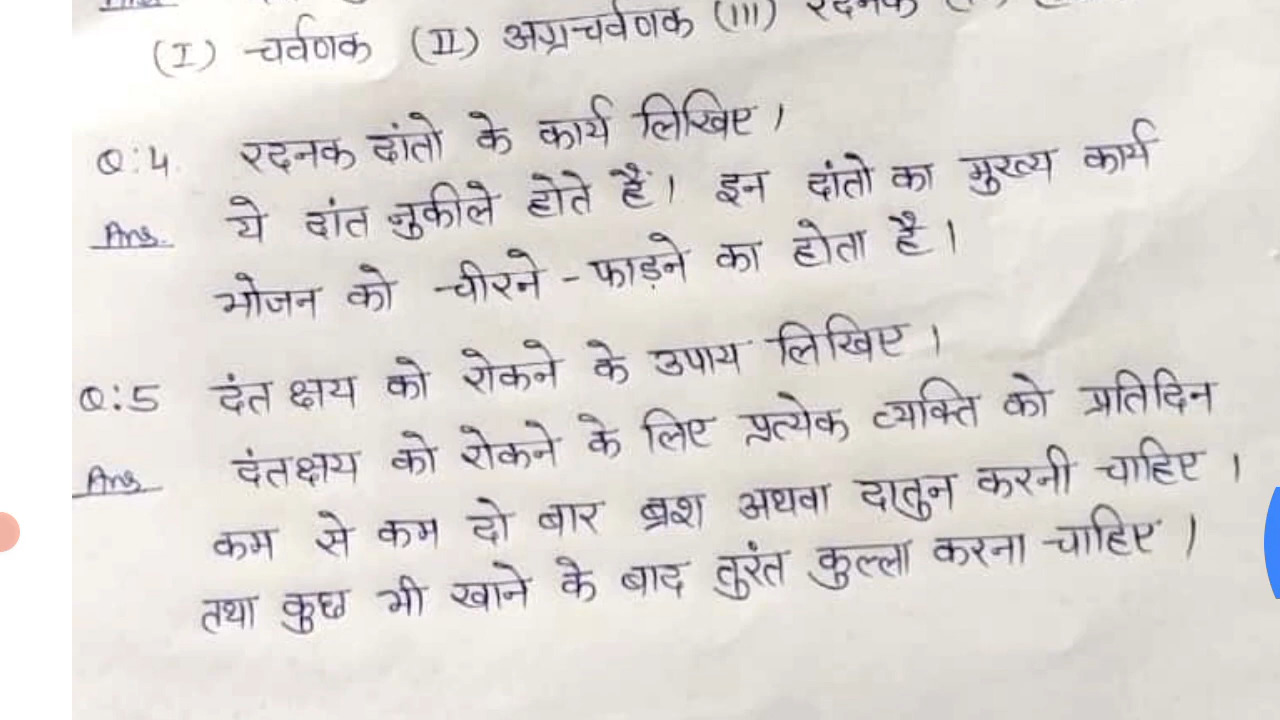 (I) चर्वणक (II) अग्रचर्वणक (III) रदनक
Q:4. रदनक दांतो के कार्य लिखिए।
Ans. ये दांत नुकीले होते है। इन दांतो का मुख्य कार्य
भोजन को चीरने-फाड़ने का होता है।
Q:5 दंत क्षय को रोकने के उपाय लिखिए।
Ans दंतक्षय को रोकने के लिए प्रत्येक व्यक्ति को प्रतिदिन
कम से कम दो बार ब्रश अथवा दातुन करनी चाहिए।
तथा कुछ भी खाने के बाद तुरंत कुल्ला करना चाहिए।